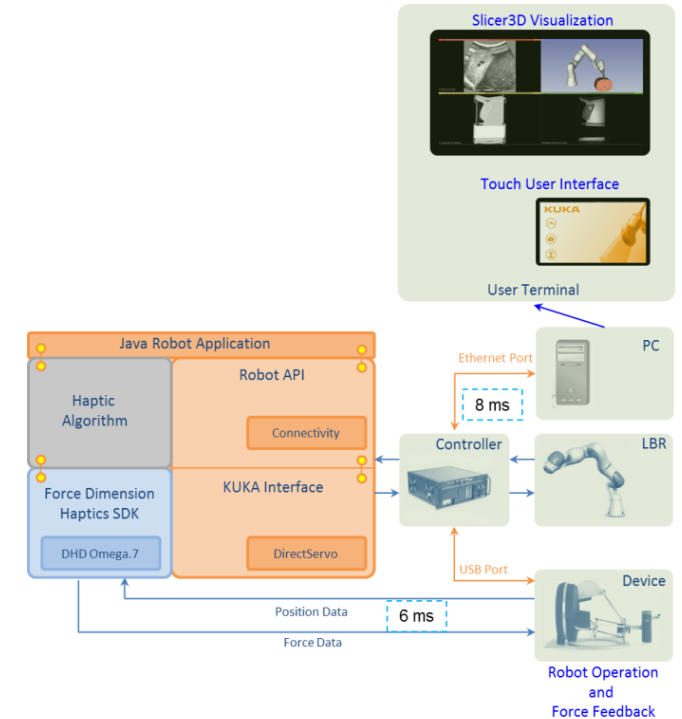 Slicer3D Visualization
Touch User Interface
KUKA
User Terminal
Java Robot Application
Haptic
Algorithm
Robot API
Connectivity
Force Dimension
Haptics SDK
DHD Omega.7
KUKA Interface
DirectServo
Ethernet Port
8 ms
PC
Controller
LBR
USB Port
Device
Position Data
6 ms
Force Data
Robot Operation
and
Force Feedback